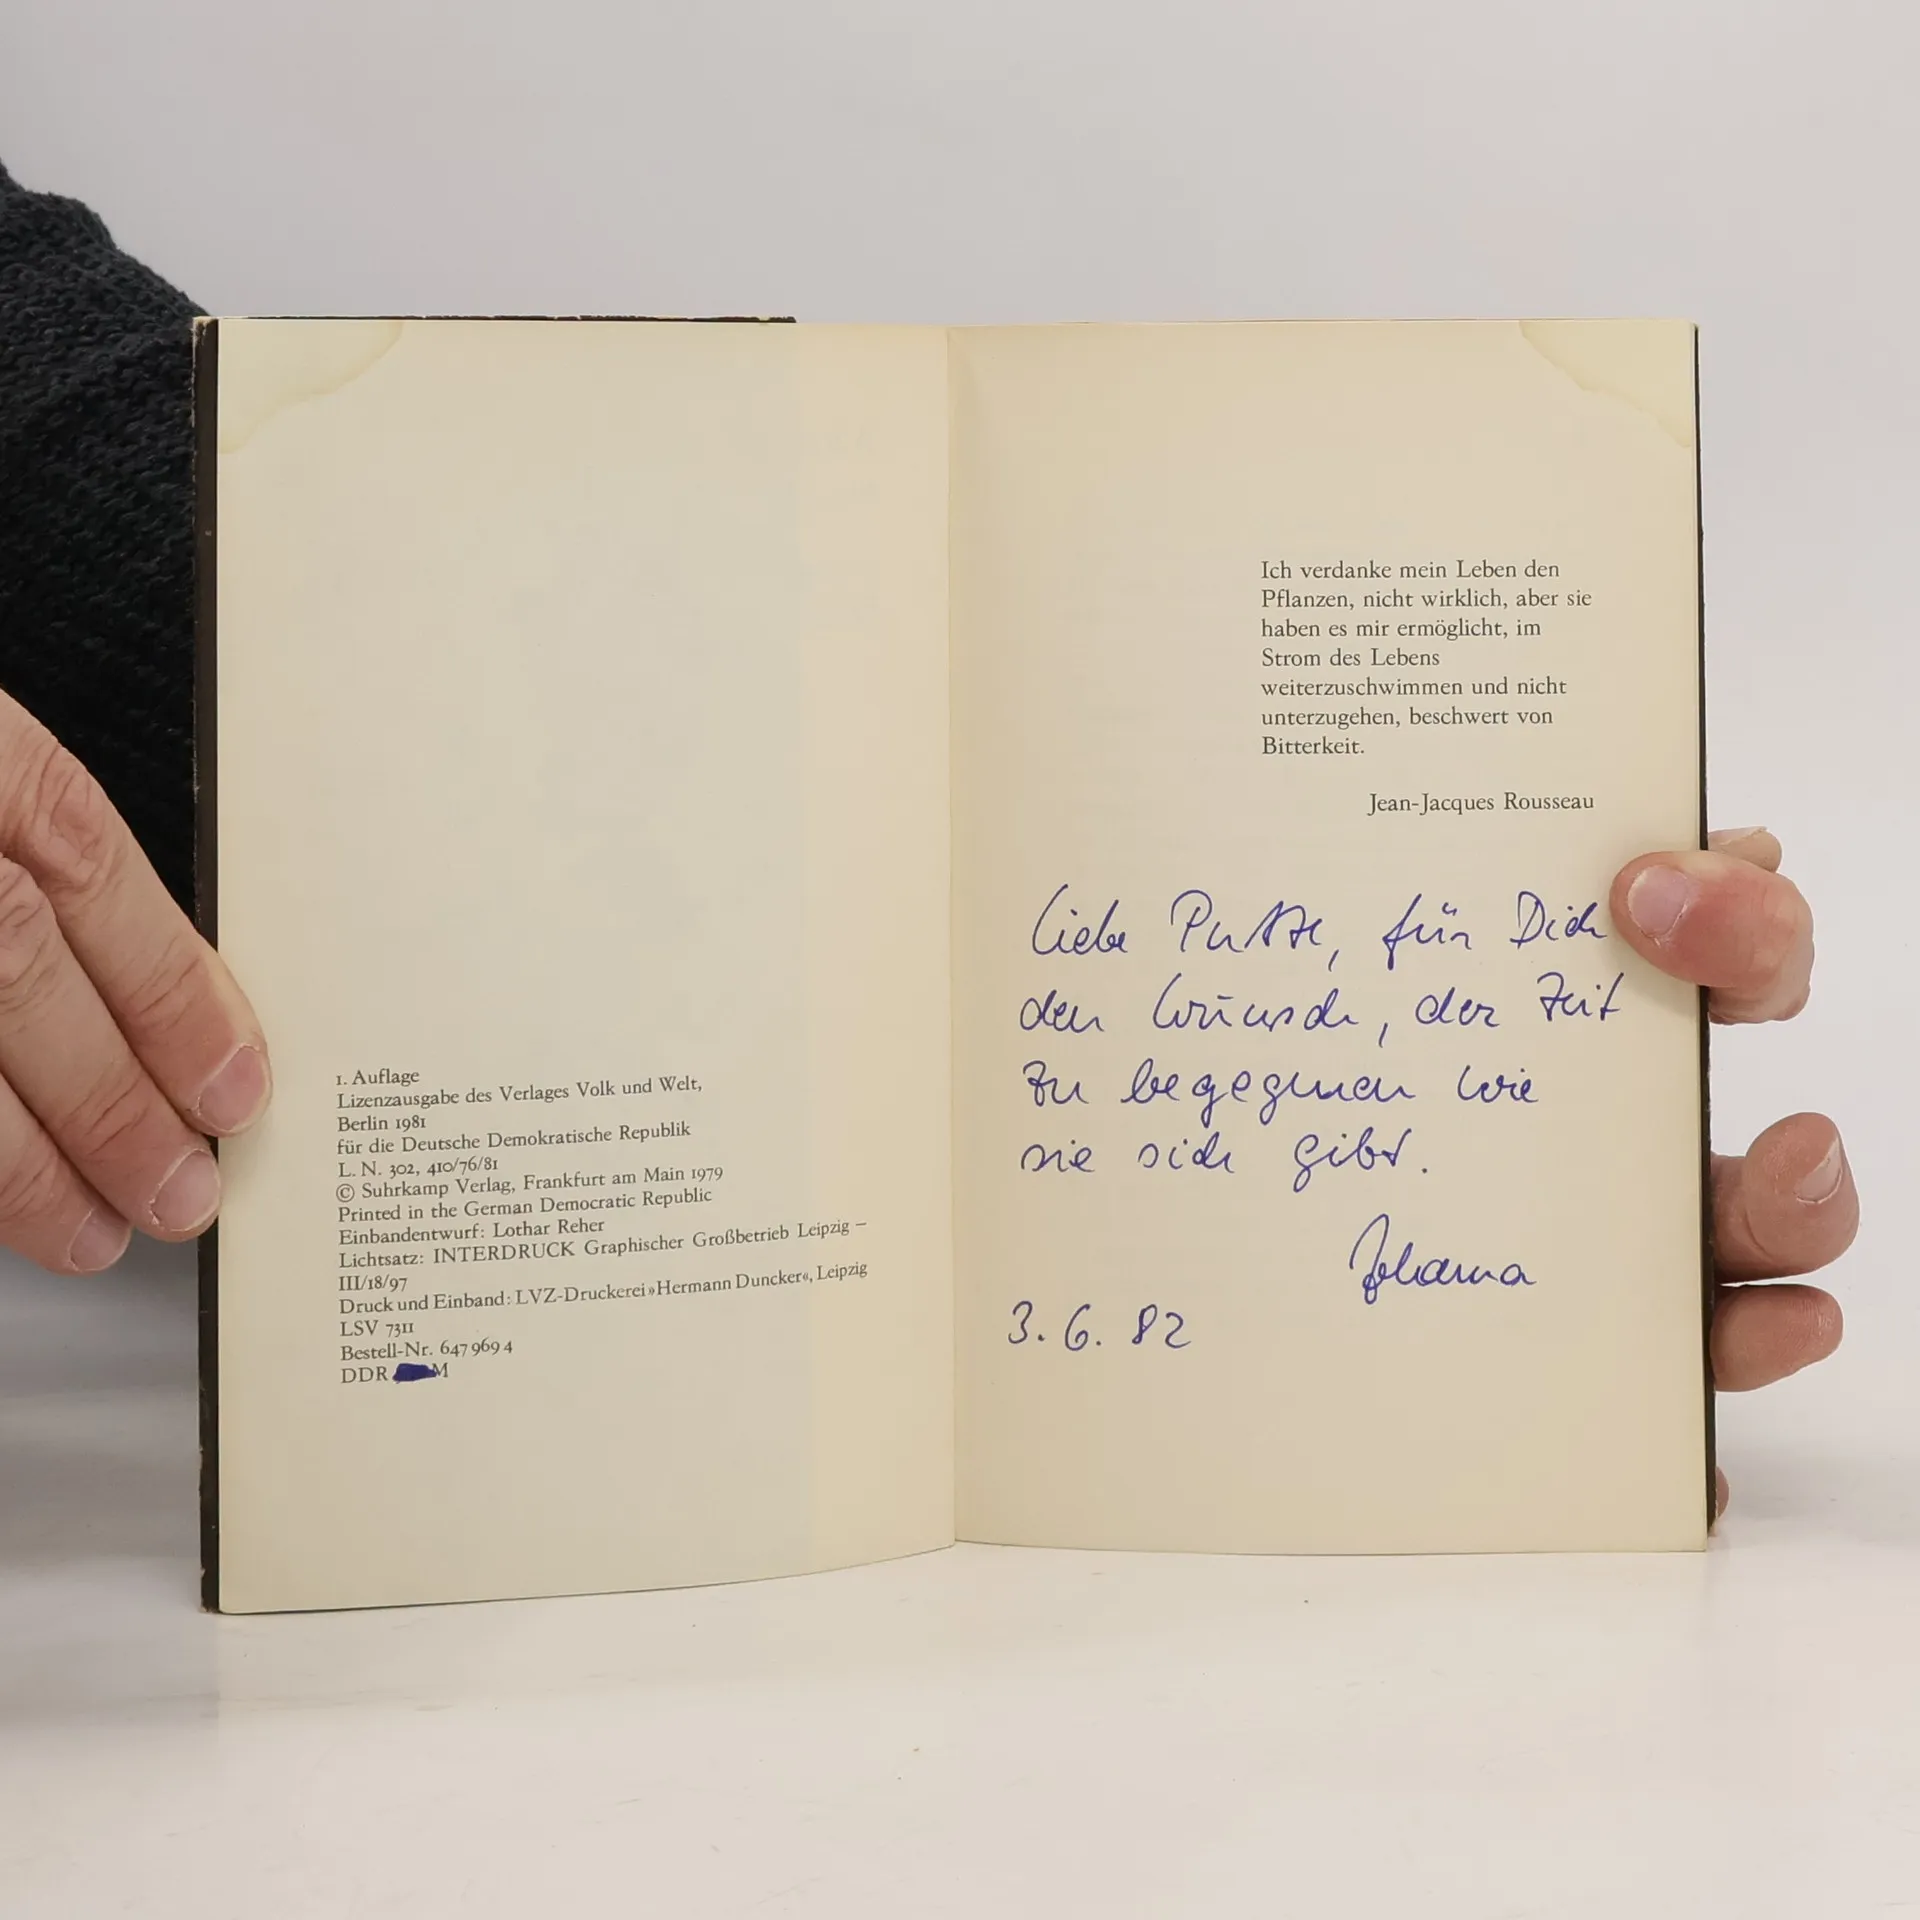 1. Auflage
Lizenzausgabe des Verlages Volk und Welt,
Berlin 1981
für die Deutsche Demokratische Republik
L. N. 302, 410/76/81
© Suhrkamp Verlag, Frankfurt am Main 1979
Printed in the German Democratic Republic
Einbandentwurf: Lothar Reher
Lichtsatz: INTERDRUCK Graphischer Großbetrieb Leipzig –
III/18/97
Druck und Einband: LVZ-Druckerei »Hermann Duncker«, Leipzig
LSV 7311
Bestell-Nr. 647 969 4
DDR M
Ich verdanke mein Leben den
Pflanzen, nicht wirklich, aber sie
haben es mir ermöglicht, im
Strom des Lebens
weiterzuschwimmen und nicht
unterzugehen, beschwert von
Bitterkeit.
Jean-Jacques Rousseau
Liebe , für Dich
den Wunsch, der Zeit
zu begegnen wie
sie sich gibt.
Johanna
3. 6. 82